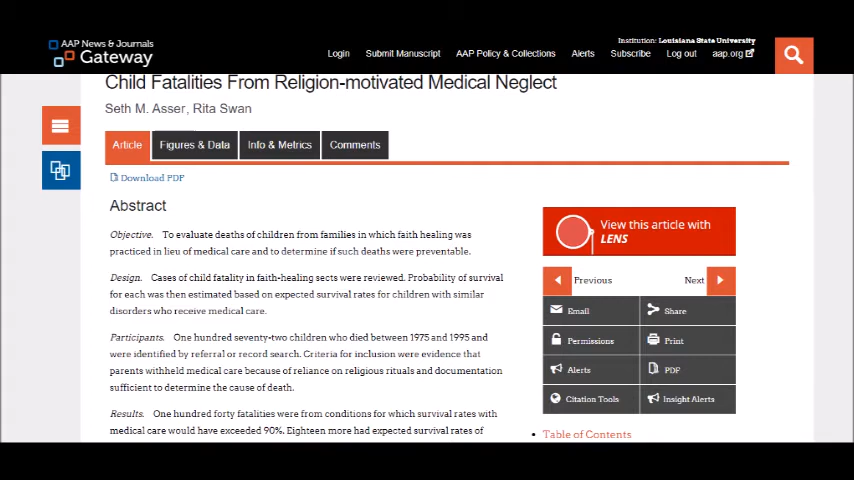 AAP News & Journals
Gateway
Institution: Louisiana State University
Login Submit Manuscript AAP Policy & Collections Alerts Subscribe Log out aap.org
Child Fatalities From Religion-motivated Medical Neglect
Seth M. Asser, Rita Swan
Article Figures & Data Info & Metrics Comments
Download PDF
Abstract
Objective. To evaluate deaths of children from families in which faith healing was
practiced in lieu of medical care and to determine if such deaths were preventable.
Design. Cases of child fatality in faith-healing sects were reviewed. Probability of survival
for each was then estimated based on expected survival rates for children with similar
disorders who receive medical care.
Participants. One hundred seventy-two children who died between 1975 and 1995 and
were identified by referral or record search. Criteria for inclusion were evidence that
parents withheld medical care because of reliance on religious rituals and documentation
sufficient to determine the cause of death.
Results. One hundred forty fatalities were from conditions for which survival rates with
medical care would have exceeded 90%. Eighteen more had expected survival rates of
View this article with
LENS
Previous Next
Email Share
Permissions Print
Alerts PDF
Citation Tools Insight Alerts
Table of Contents